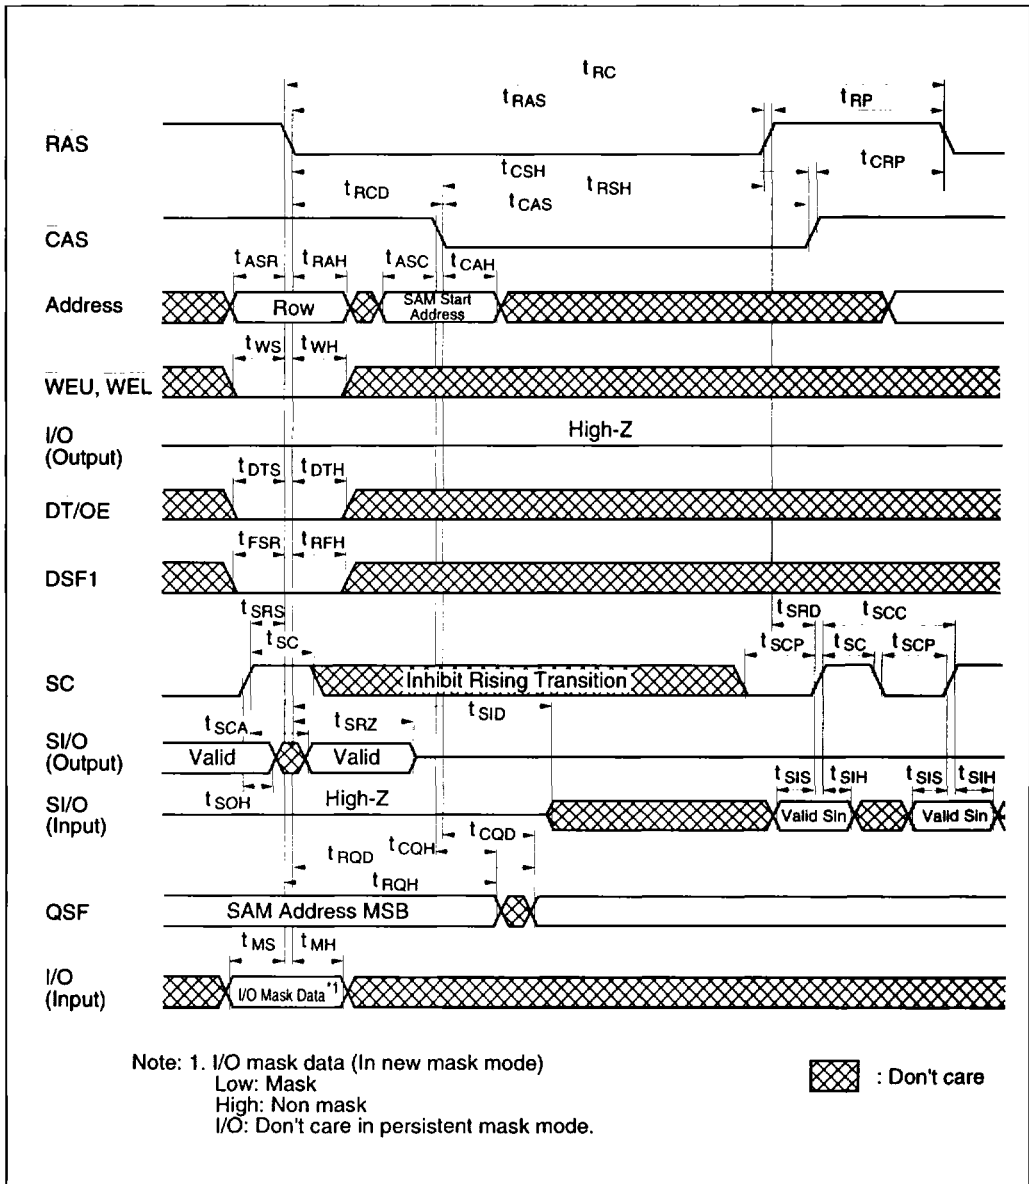 tRC
tRAS
tRP
RAS
tCSH
tCRP
tRCD
tRSH
tCAS
CAS
tASR
tRAH
tASC
tCAH
Address
Row
SAM Start
Address
tWS
tWH
WEU, WEL
I/O
(Output)
High-Z
tDTS
tDTH
DT/OE
tFSR
tRFH
DSF1
tSRS
tSRD
tSCC
tSC
tSCP
tSC
tSCP
SC
Inhibit Rising Transition
tSID
tSCA
tSRZ
SI/O
(Output)
Valid
Valid
tSIS
tSIH
tSIS
tSIH
tSOH
High-Z
SI/O
(Input)
Valid Sin
Valid Sin
tCQD
tCQH
tRQD
tRQH
QSF
SAM Address MSB
tMS
tMH
I/O
(Input)
I/O Mask Data*1
Note: 1. I/O mask data (In new mask mode)
Low: Mask
High: Non mask
I/O: Don't care in persistent mask mode.
: Don't care